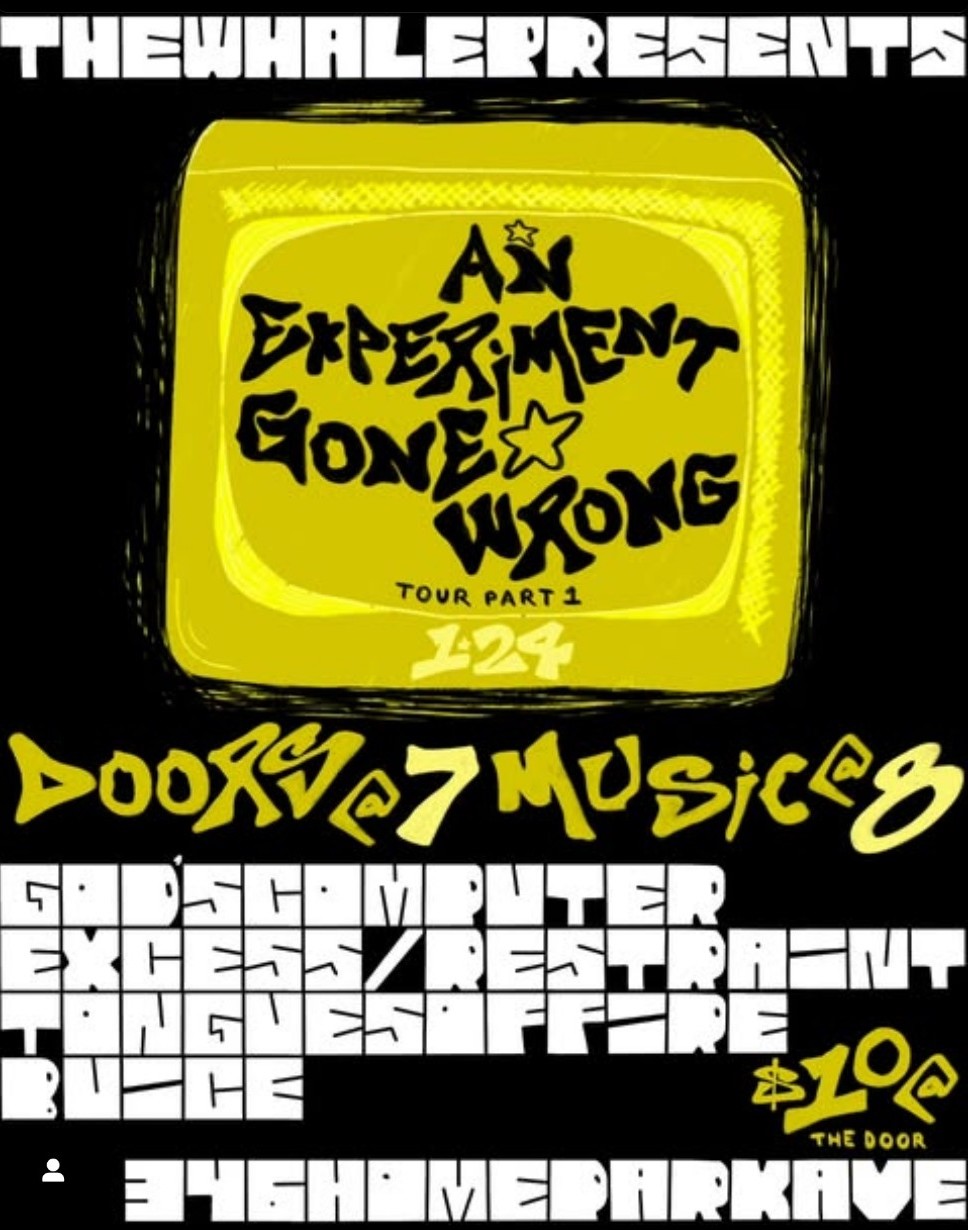 THEWHALEPRESENTS
AN
EXPERiMENT
GONE
WRONG
TOUR PART 1
1·24
DOORS@7 MUSiC@8
GOD'SCOMPUTER
EXCESS/RESTRAINT
TONGUESOFFIRE
BUICE
$10@
THE DOOR
346HOMEPARKAVE